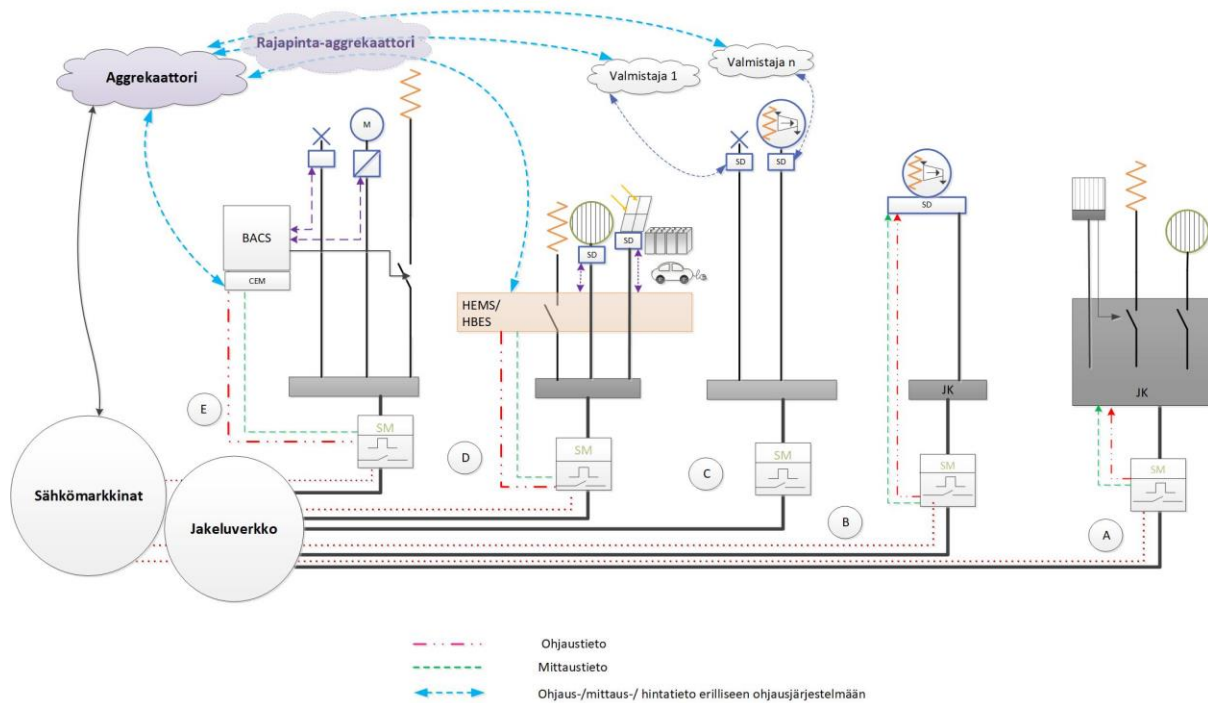 Rajapinta-aggrekaattori
Aggrekaattori
Valmistaja 1
Valmistaja n
M
SD
SD
SD
BACS
CEM
SD
SD
HEMS/
HBES
JK
JK
E
SM
D
SM
C
SM
B
SM
A
SM
Sähkömarkkinat
Jakeluverkko
Ohjaustieto
Mittaustieto
Ohjaus-/mittaus-/ hintatieto erilliseen ohjausjärjestelmään